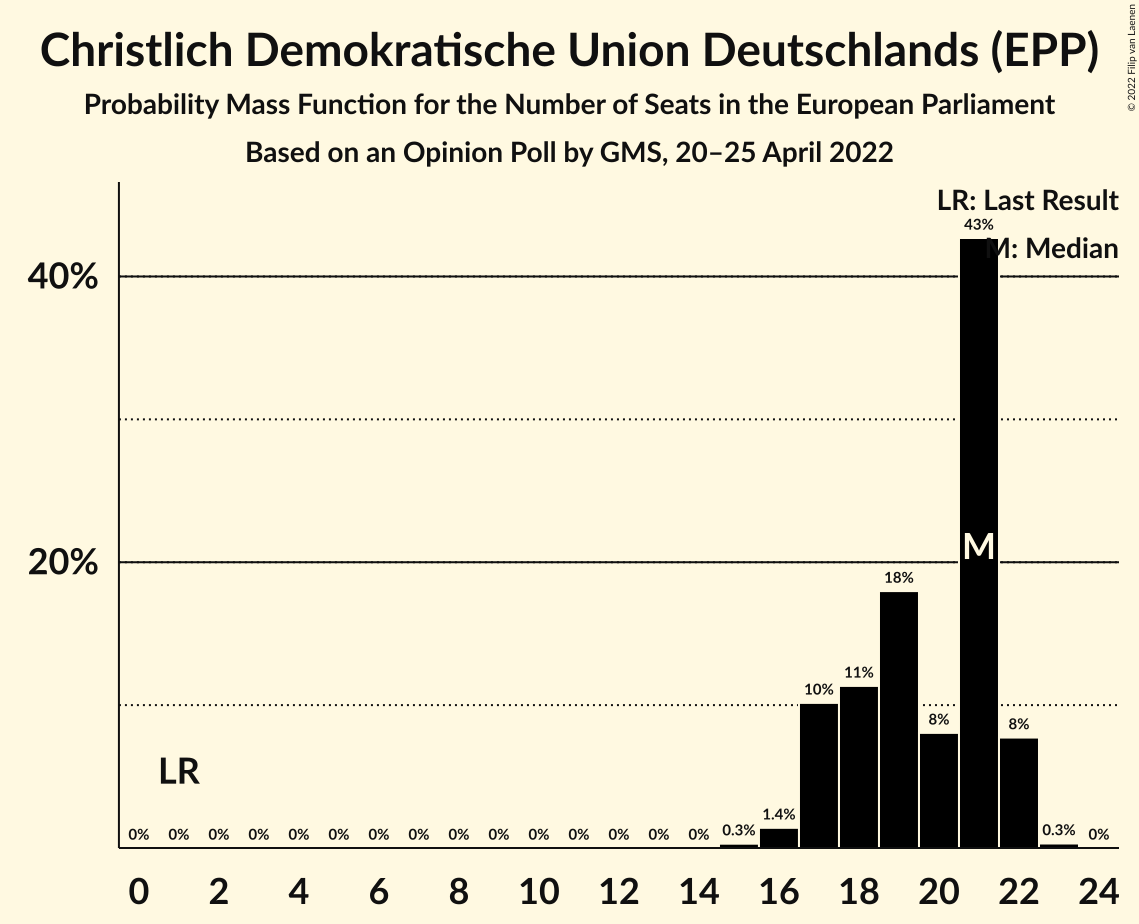 Christlich Demokratische Union Deutschlands (EPP)
Probability Mass Function for the Number of Seats in the European Parliament
Based on an Opinion Poll by GMS, 20–25 April 2022
© 2022 Filip van Laenen
LR: Last Result
M: Median
43%
40%
20%
M
18%
10%
11%
8%
8%
LR
0% 0% 0% 0% 0% 0% 0% 0% 0% 0% 0% 0% 0% 0% 0% 0.3% 1.4% 0.3% 0%
0 2 4 6 8 10 12 14 16 18 20 22 24